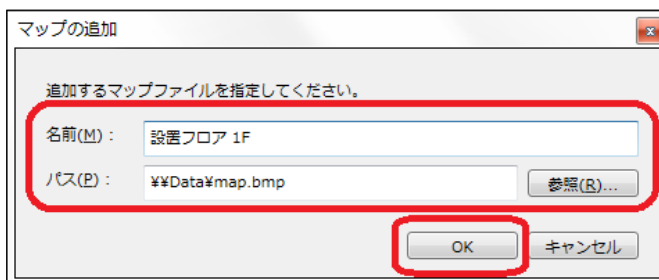 マップの追加
追加するマップファイルを指定してください。
名前(M)： 設置フロア 1F
パス(P)： ¥¥Data¥map.bmp 参照(R)...
OK キャンセル